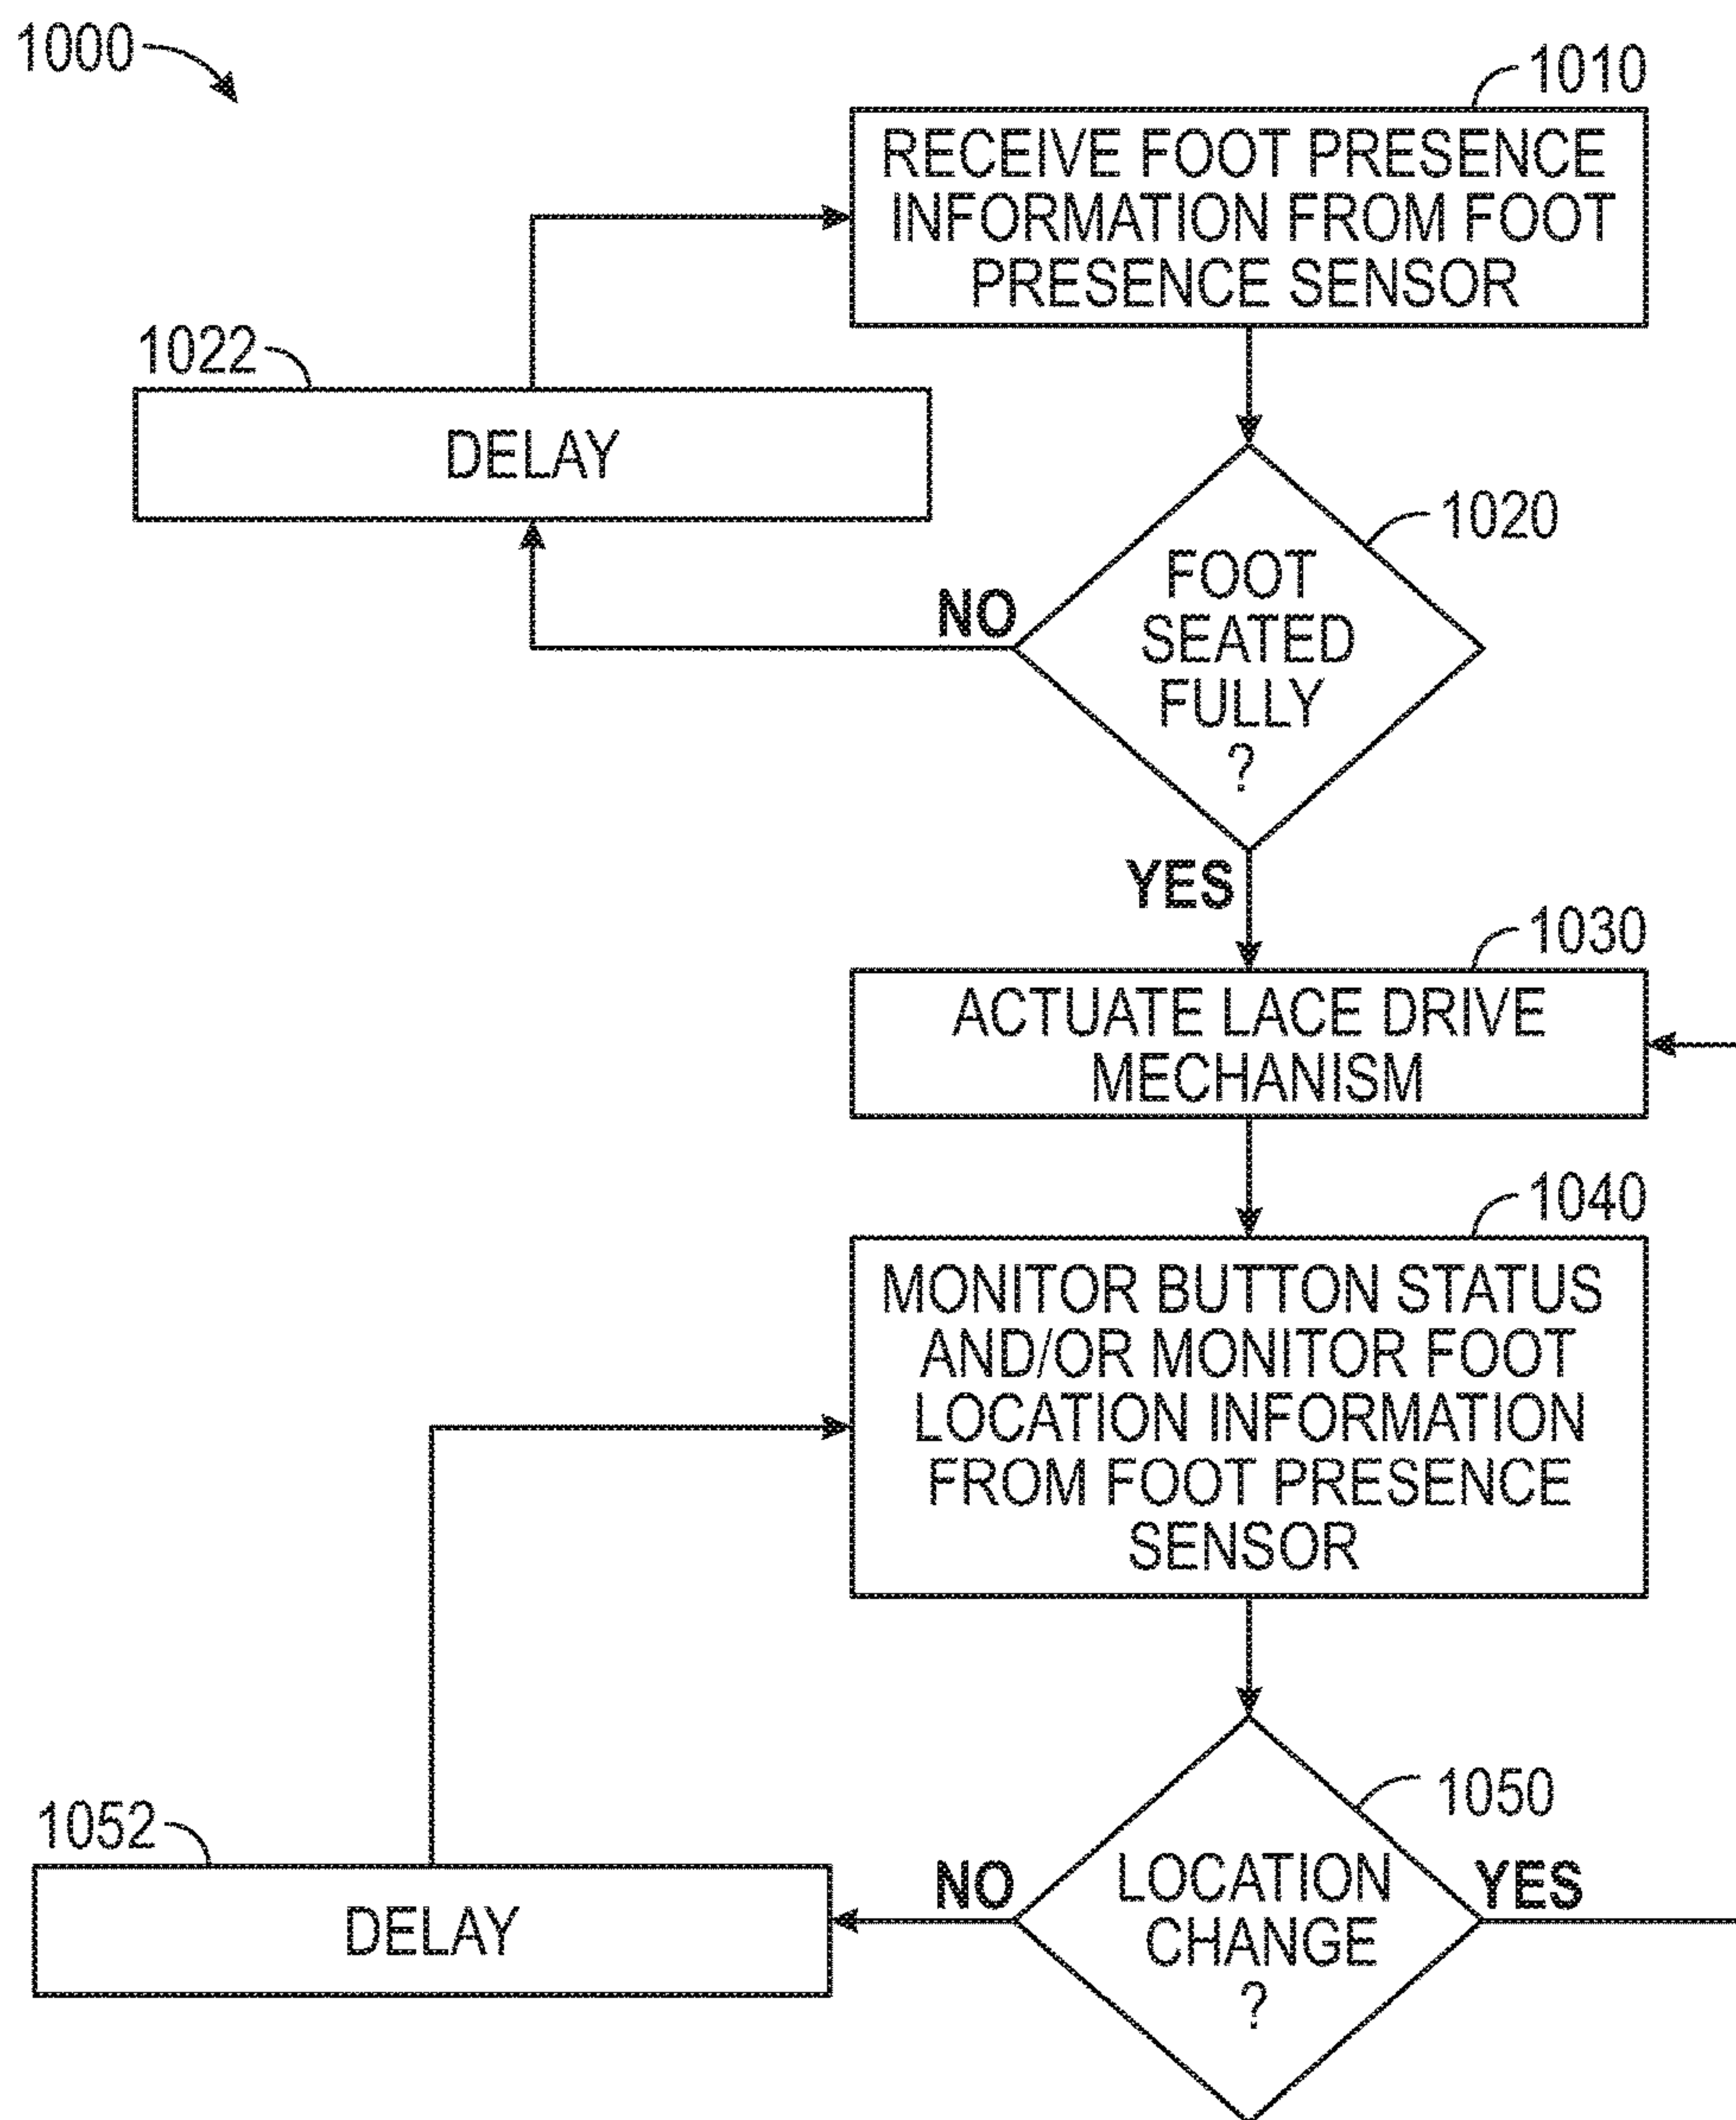 1000
1010
RECEIVE FOOT PRESENCE
INFORMATION FROM FOOT
PRESENCE SENSOR
1022
DELAY
1020
FOOT
SEATED
FULLY
?
NO
YES
1030
ACTUATE LACE DRIVE
MECHANISM
1040
MONITOR BUTTON STATUS
AND/OR MONITOR FOOT
LOCATION INFORMATION
FROM FOOT PRESENCE
SENSOR
1050
LOCATION
CHANGE
?
NO
YES
1052
DELAY